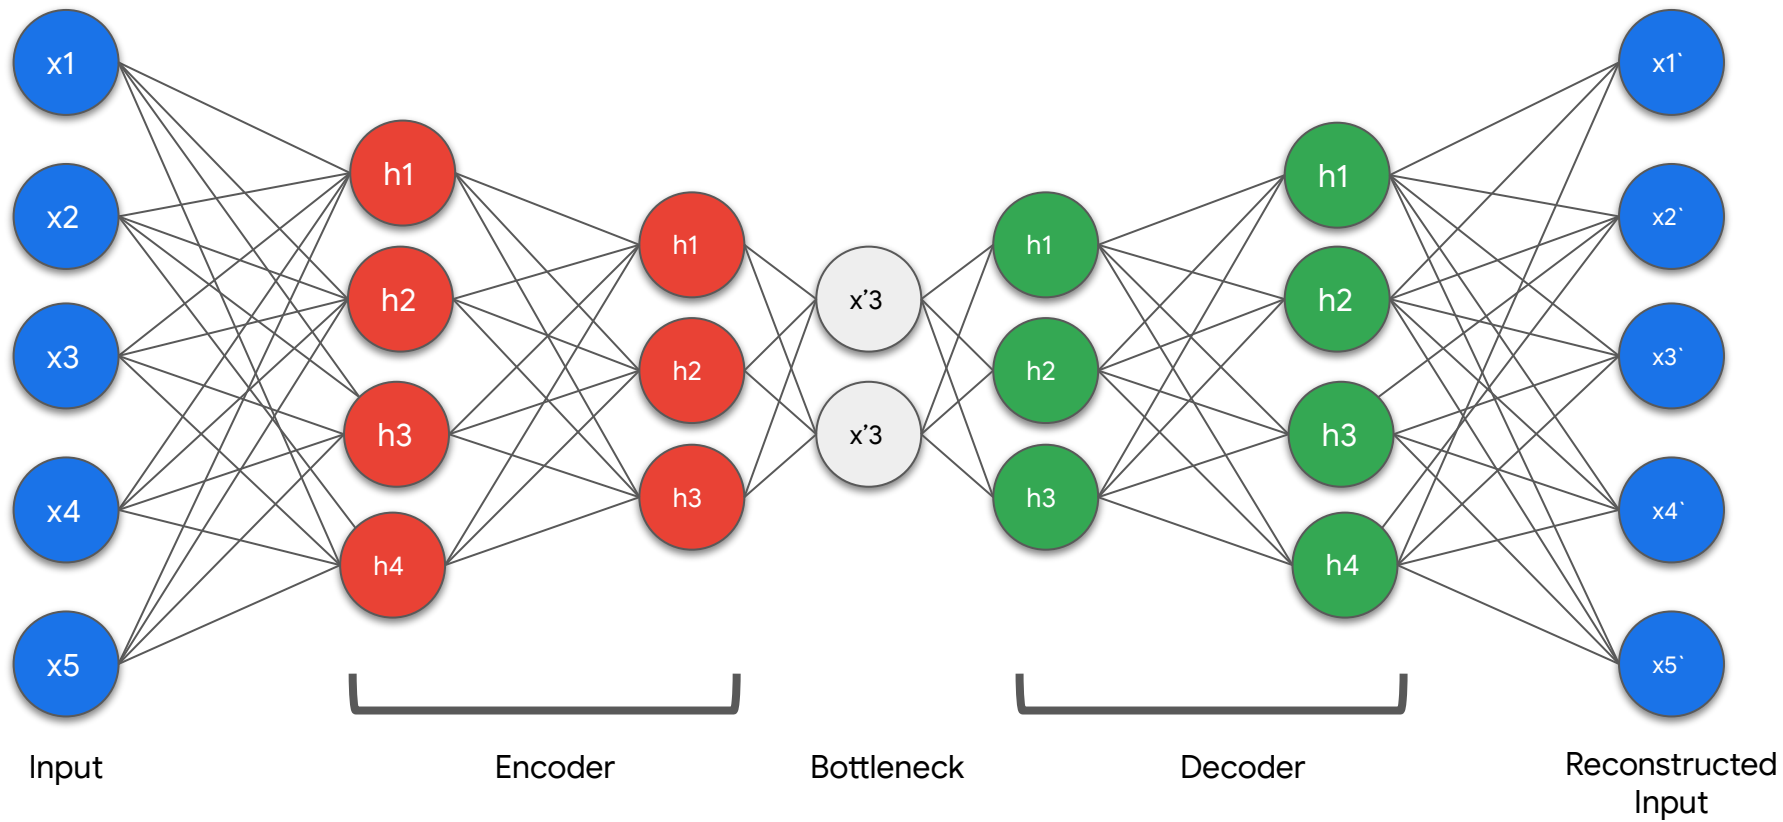 x1
x2
x3
x4
x5
h1
h2
h3
h4
h1
h2
h3
x’3
x’3
h1
h2
h3
h1
h2
h3
h4
x1`
x2`
x3`
x4`
x5`
Input
Encoder
Bottleneck
Decoder
Reconstructed
Input